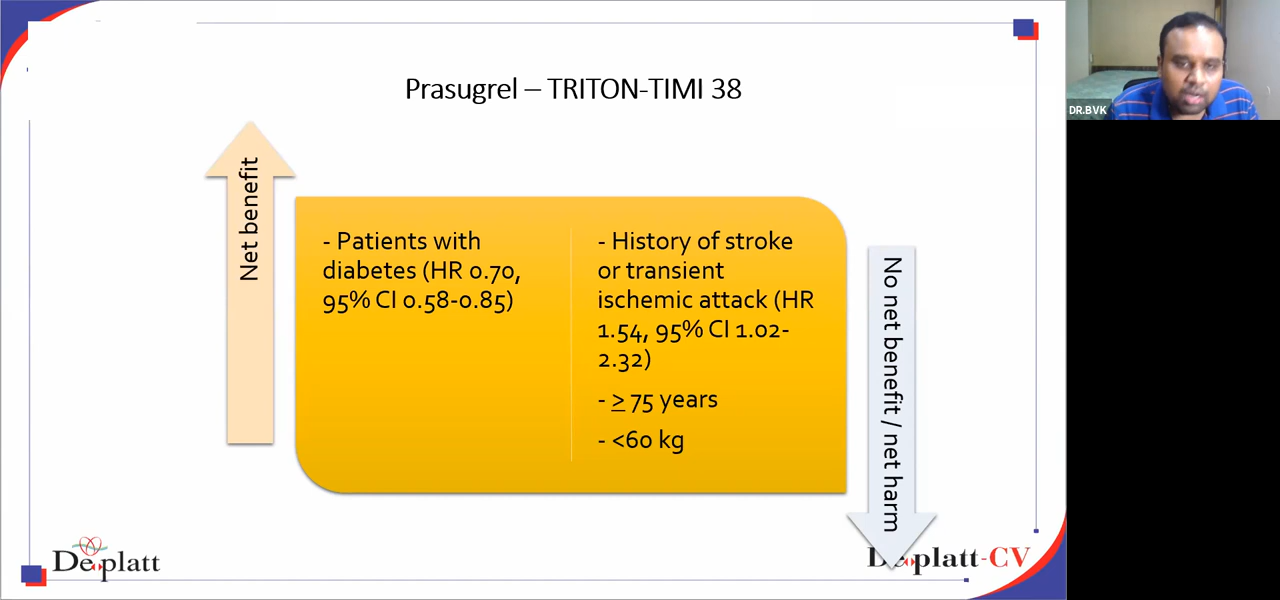 Prasugrel – TRITON-TIMI 38
Net benefit
- Patients with
diabetes (HR 0.70,
95% CI 0.58-0.85)
- History of stroke
or transient
ischemic attack (HR
1.54, 95% CI 1.02-
2.32)
- ≥ 75 years
- <60 kg
No net benefit / net harm
Deplatt
Deplatt-CV
DR.BVK